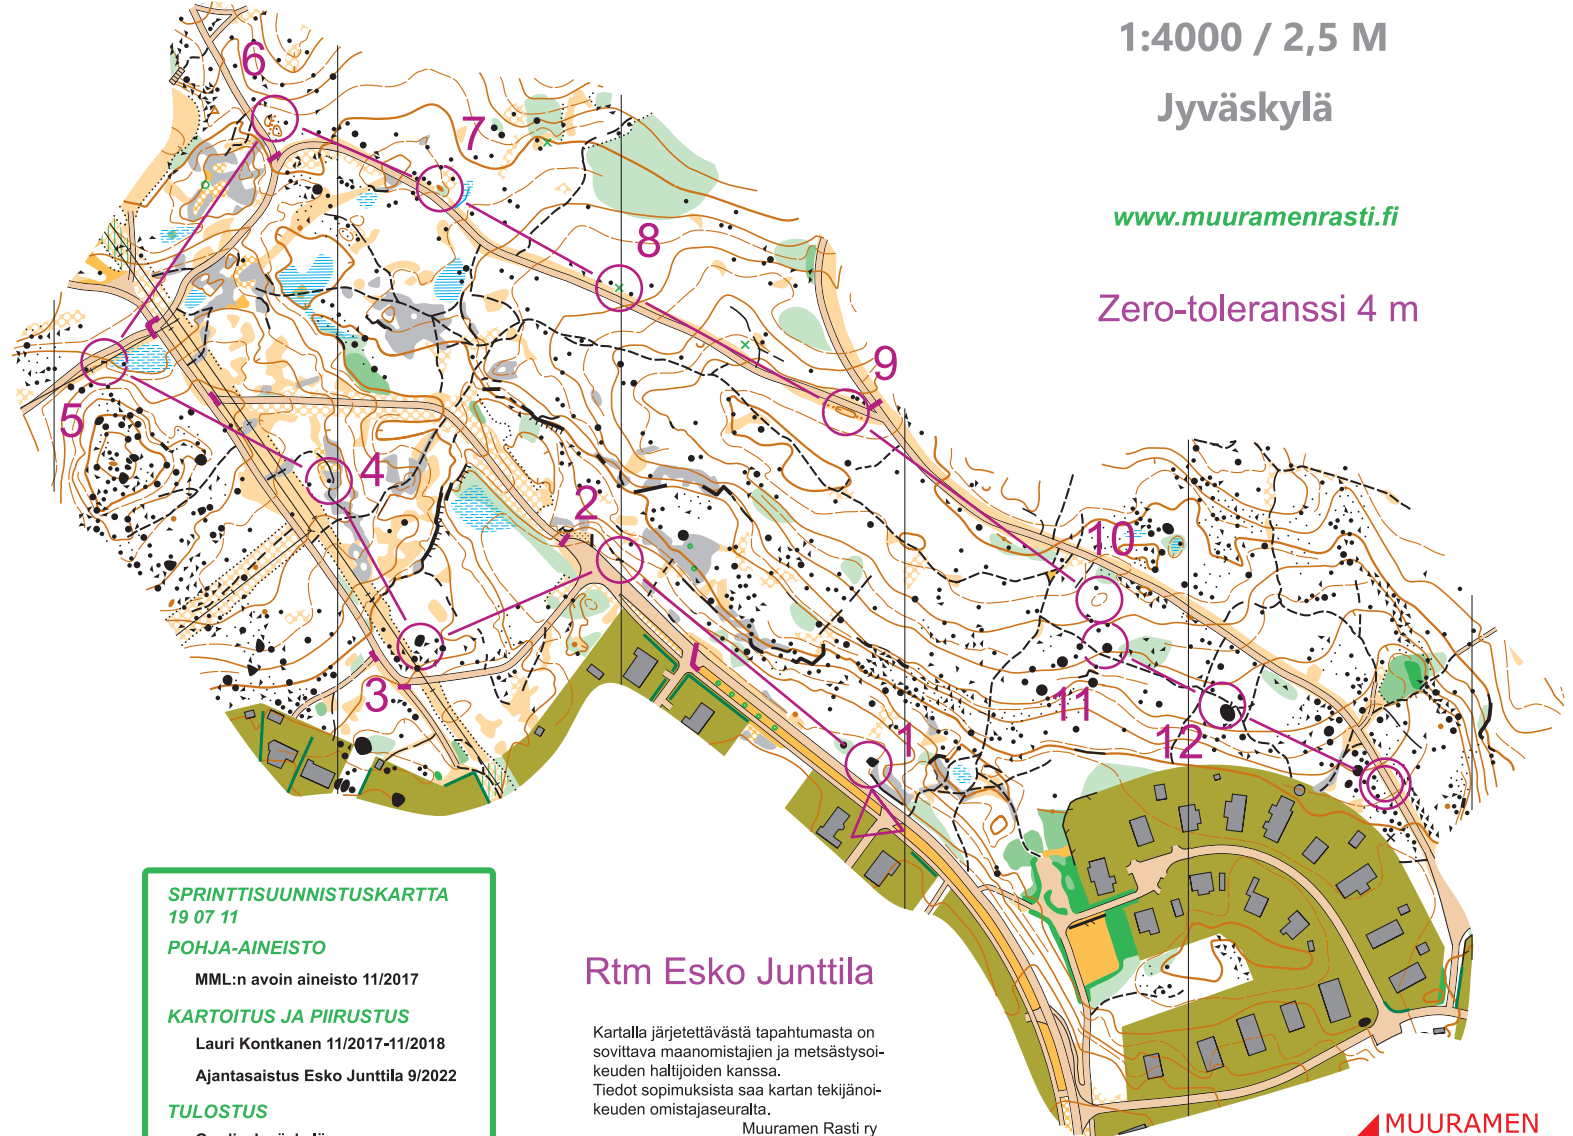 1:4000 / 2,5 M
Jyväskylä
www.muuramenrasti.fi
Zero-toleranssi 4 m
6
7
8
9
5
4
2
10
3
11
1
12
SPRINTTISUUNNISTUSKARTTA
19 07 11
POHJA-AINEISTO
MML:n avoin aineisto 11/2017
KARTOITUS JA PIIRUSTUS
Lauri Kontkanen 11/2017-11/2018
Ajantasaistus Esko Junttila 9/2022
TULOSTUS
Rtm Esko Junttila
Kartalla järjetettävästä tapahtumasta on
sovittava maanomistajien ja metsästysoi-
keuden haltijoiden kanssa.
Tiedot sopimuksista saa kartan tekijänoi-
keuden omistajaseuralta.
Muuramen Rasti ry
MUURAMEN